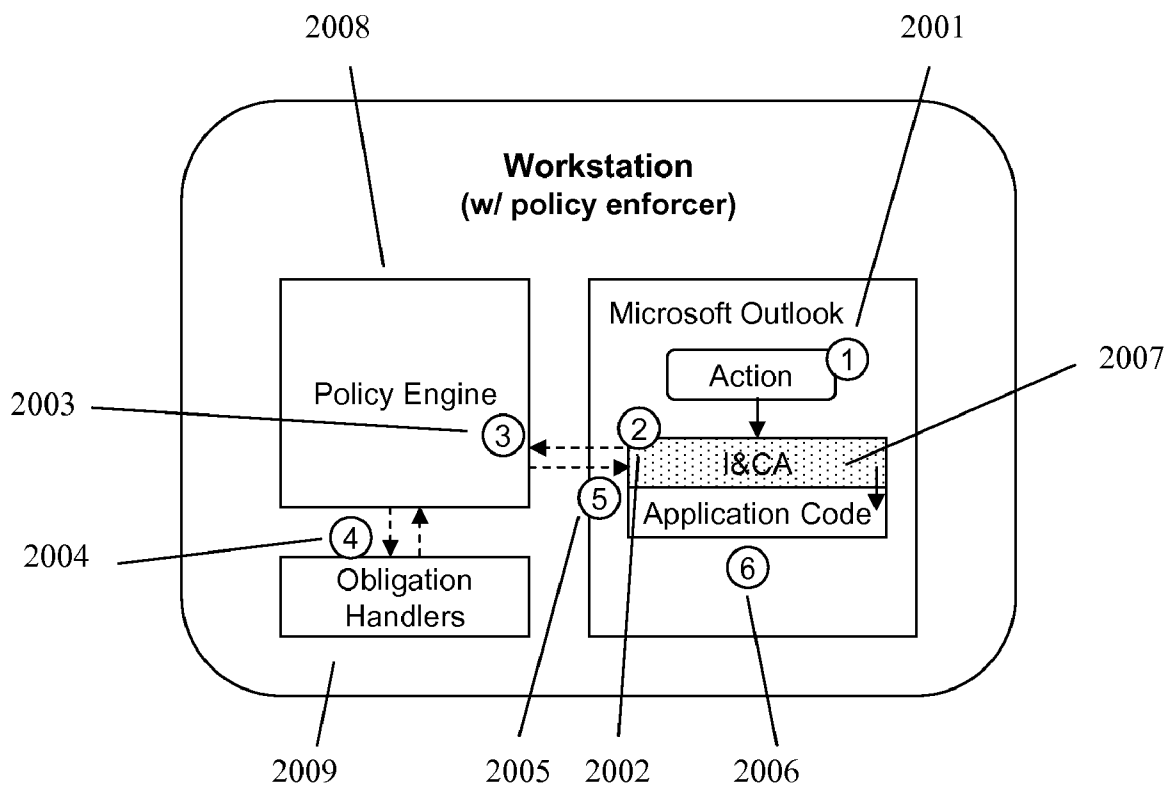 2008
2001
Workstation
(w/ policy enforcer)
Microsoft Outlook
1
Action
2007
Policy Engine
2003
3
2
I&CA
5
Application Code
4
2004
6
Obligation
Handlers
2009
2005
2002
2006